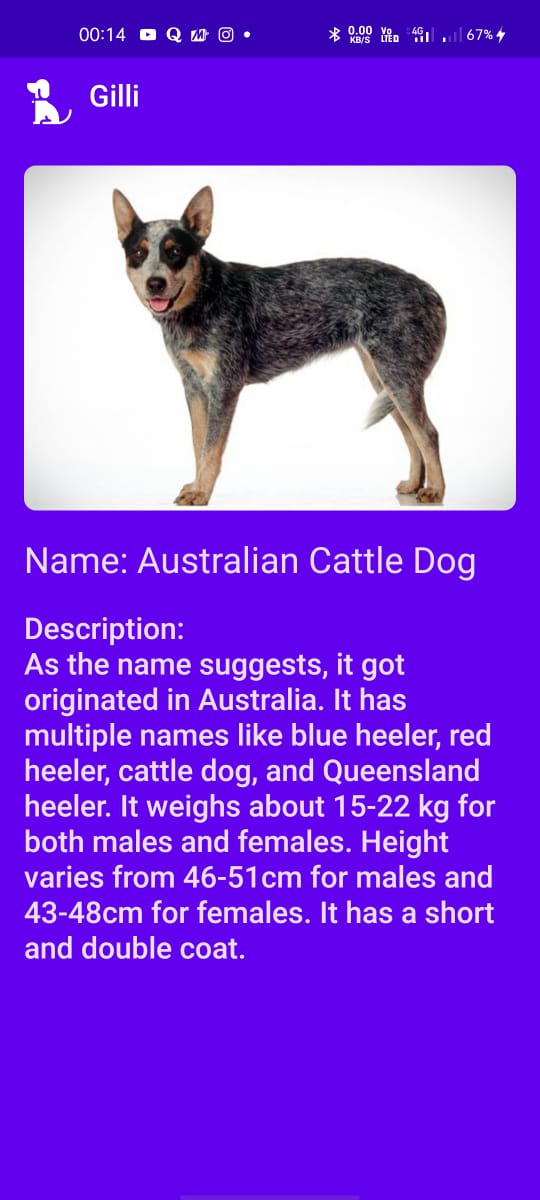 00:14
0.00 KB/S
Vo LTE
4G
67%
Gilli
Name: Australian Cattle Dog
Description:
As the name suggests, it got
originated in Australia. It has
multiple names like blue heeler, red
heeler, cattle dog, and Queensland
heeler. It weighs about 15-22 kg for
both males and females. Height
varies from 46-51cm for males and
43-48cm for females. It has a short
and double coat.